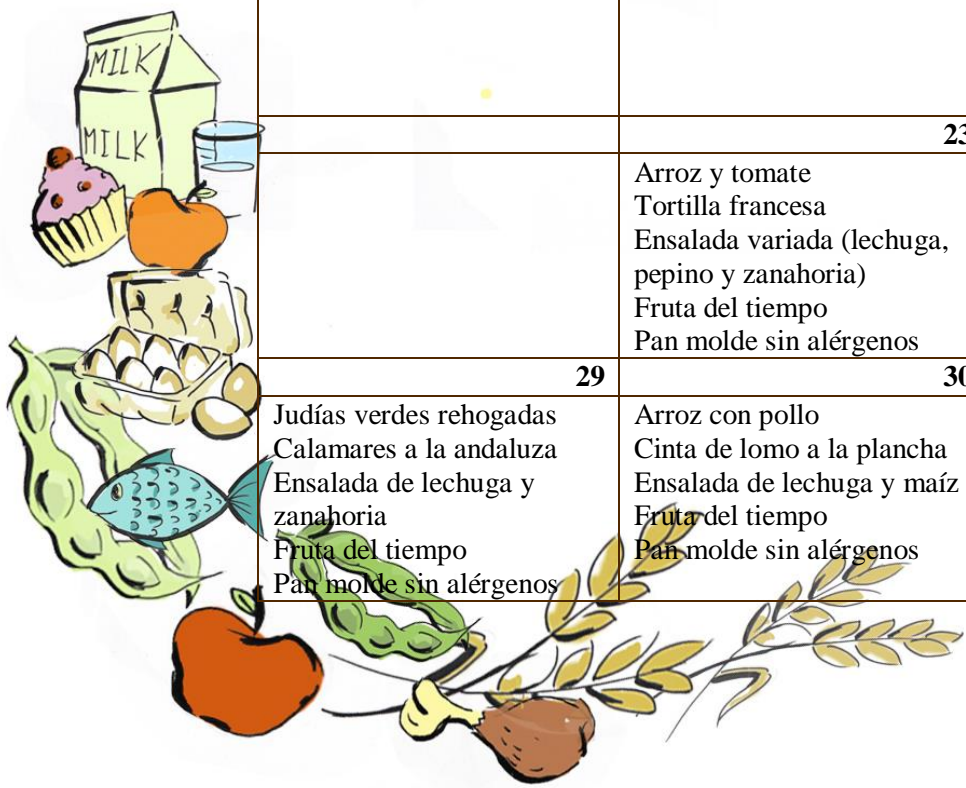 MILK
MILK
23
Arroz y tomate
Tortilla francesa
Ensalada variada (lechuga,
pepino y zanahoria)
Fruta del tiempo
Pan molde sin alérgenos
29
30
Judías verdes rehogadas
Calamares a la andaluza
Ensalada de lechuga y
zanahoria
Fruta del tiempo
Pan molde sin alérgenos
Arroz con pollo
Cinta de lomo a la plancha
Ensalada de lechuga y maíz
Fruta del tiempo
Pan molde sin alérgenos